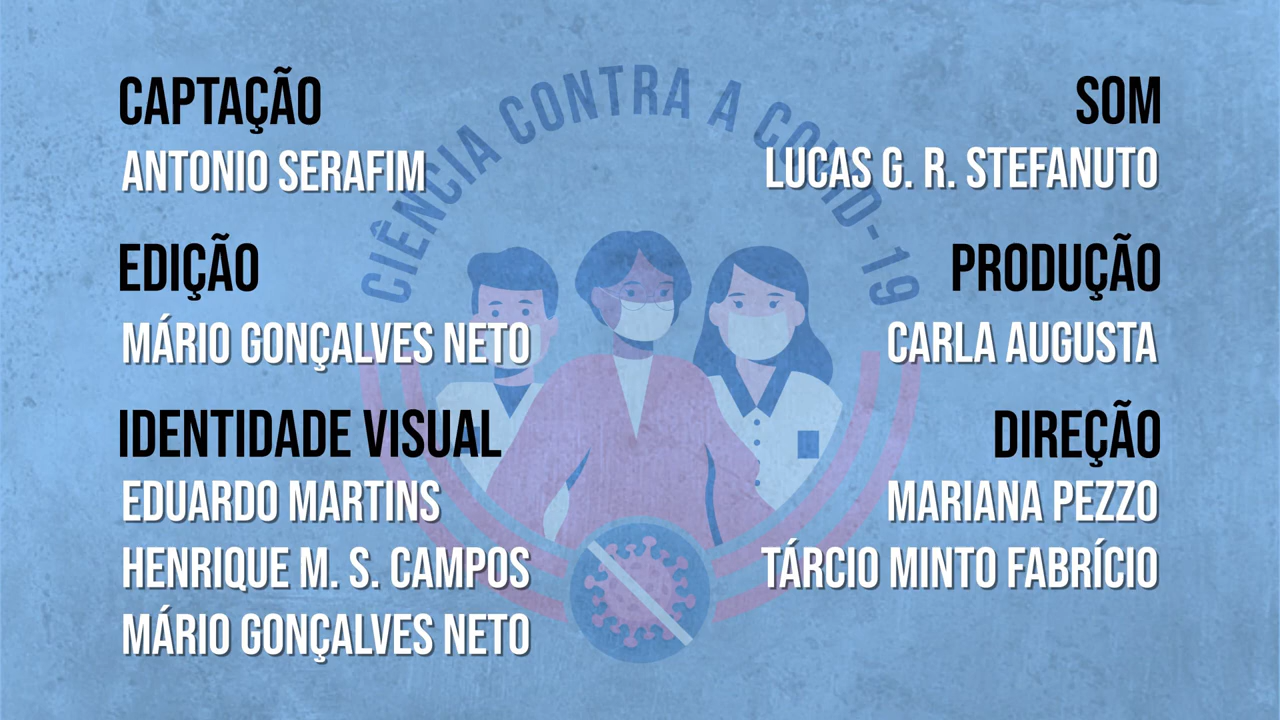 CIÊNCIA CONTRA A COVID-19
CAPTAÇÃO
ANTONIO SERAFIM
EDIÇÃO
MÁRIO GONÇALVES NETO
IDENTIDADE VISUAL
EDUARDO MARTINS
HENRIQUE M. S. CAMPOS
MÁRIO GONÇALVES NETO
SOM
LUCAS G. R. STEFANUTO
PRODUÇÃO
CARLA AUGUSTA
DIREÇÃO
MARIANA PEZZO
TÁRCIO MINTO FABRÍCIO